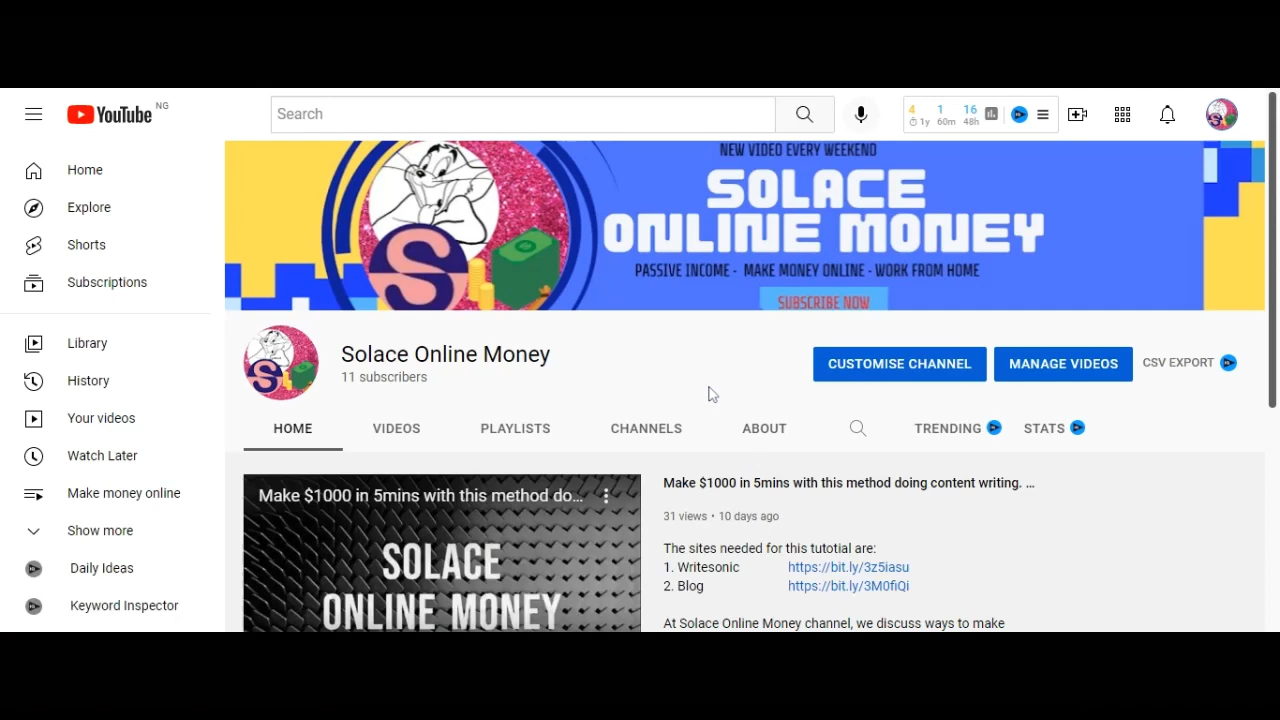 YouTube NG
Search
4 1 16
1y 60m 48h
Home
Explore
Shorts
Subscriptions
Library
History
Your videos
Watch Later
Make money online
Show more
Daily Ideas
Keyword Inspector
NEW VIDEO EVERY WEEKEND
SOLACE
ONLINE MONEY
PASSIVE INCOME - MAKE MONEY ONLINE - WORK FROM HOME
SUBSCRIBE NOW
S
S
Solace Online Money
11 subscribers
CUSTOMISE CHANNEL
MANAGE VIDEOS
CSV EXPORT
HOME VIDEOS PLAYLISTS CHANNELS ABOUT TRENDING STATS
Make $1000 in 5mins with this method do...
SOLACE
ONLINE MONEY
Make $1000 in 5mins with this method doing content writing. ...
31 views • 10 days ago
The sites needed for this tutotial are:
1. Writesonic https://bit.ly/3z5iasu
2. Blog https://bit.ly/3M0fiQi
At Solace Online Money channel, we discuss ways to make